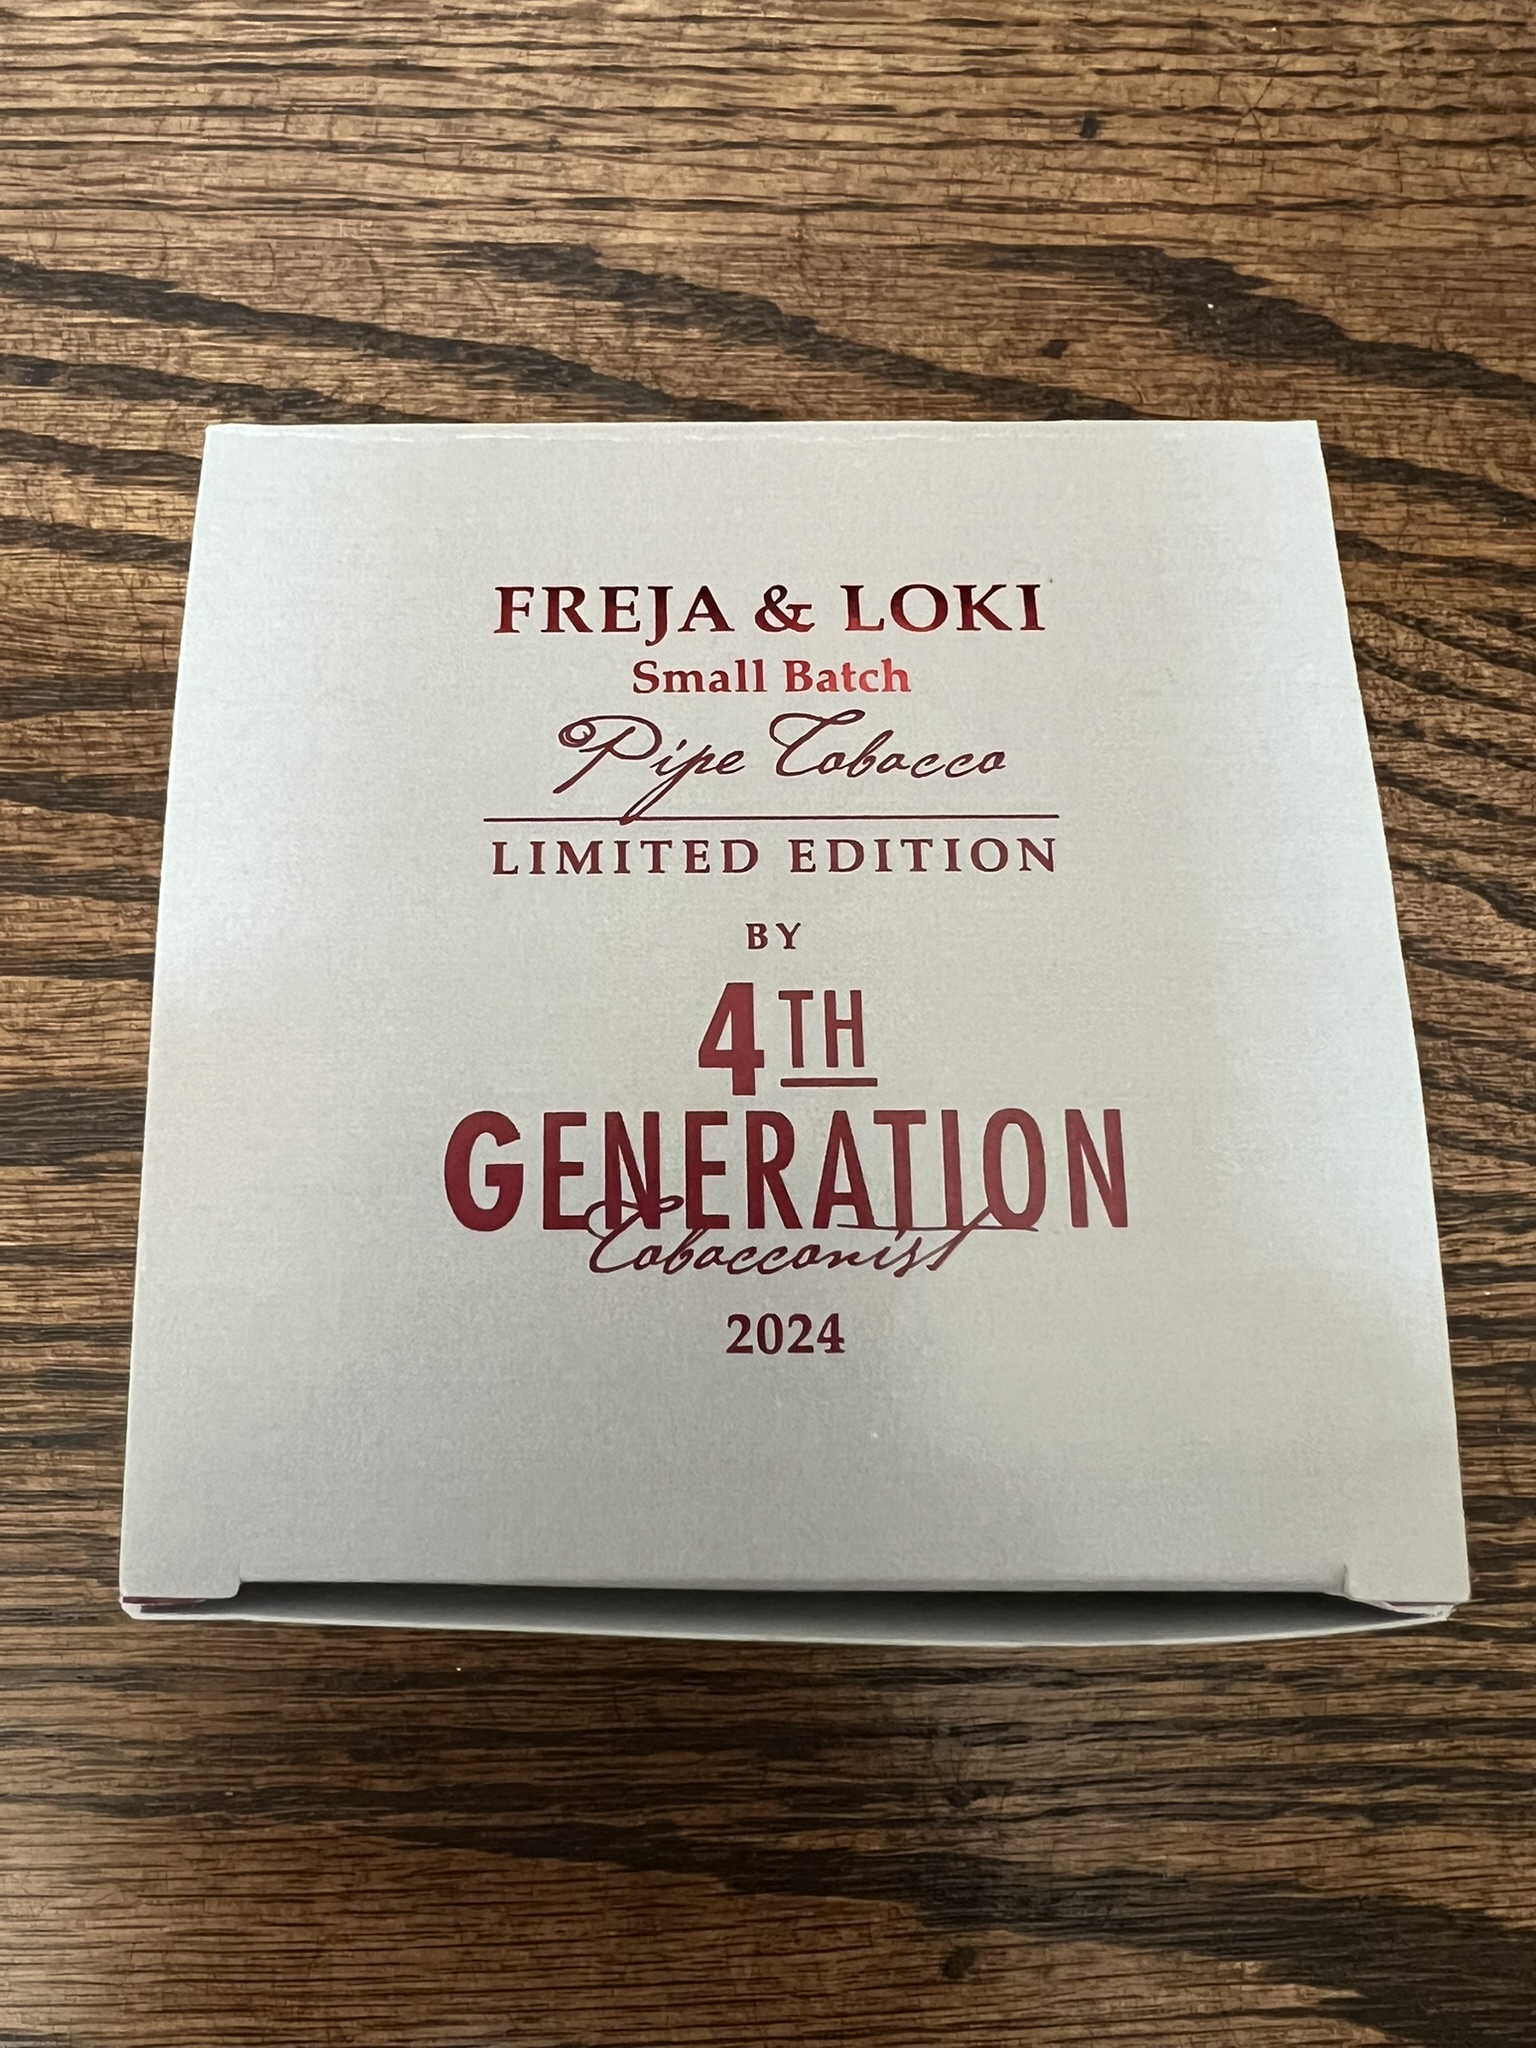 FREJA & LOKI
Small Batch
Pipe Tobacco
LIMITED EDITION
BY
4TH
GENERATION
Tobacconist
2024